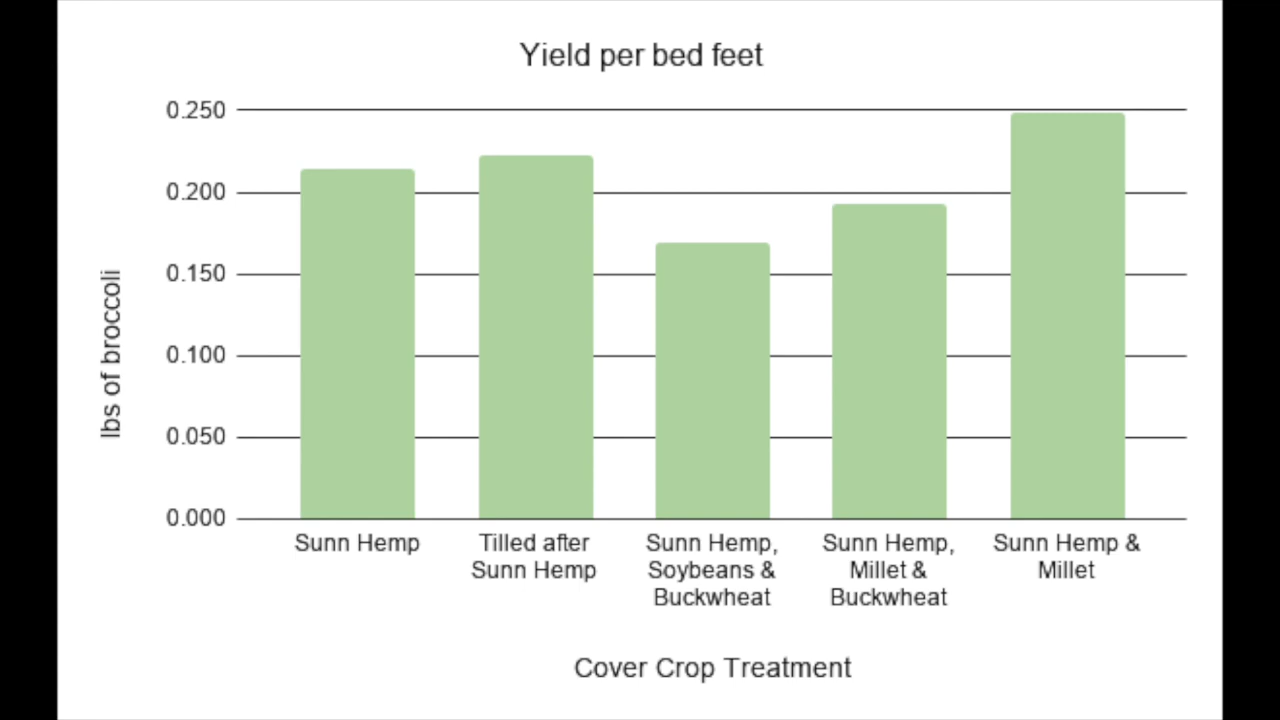 Yield per bed feet
0.250
0.200
0.150
0.100
0.050
0.000
lbs of broccoli
Sunn Hemp
Tilled after
Sunn Hemp
Sunn Hemp,
Soybeans &
Buckwheat
Sunn Hemp,
Millet &
Buckwheat
Sunn Hemp &
Millet
Cover Crop Treatment